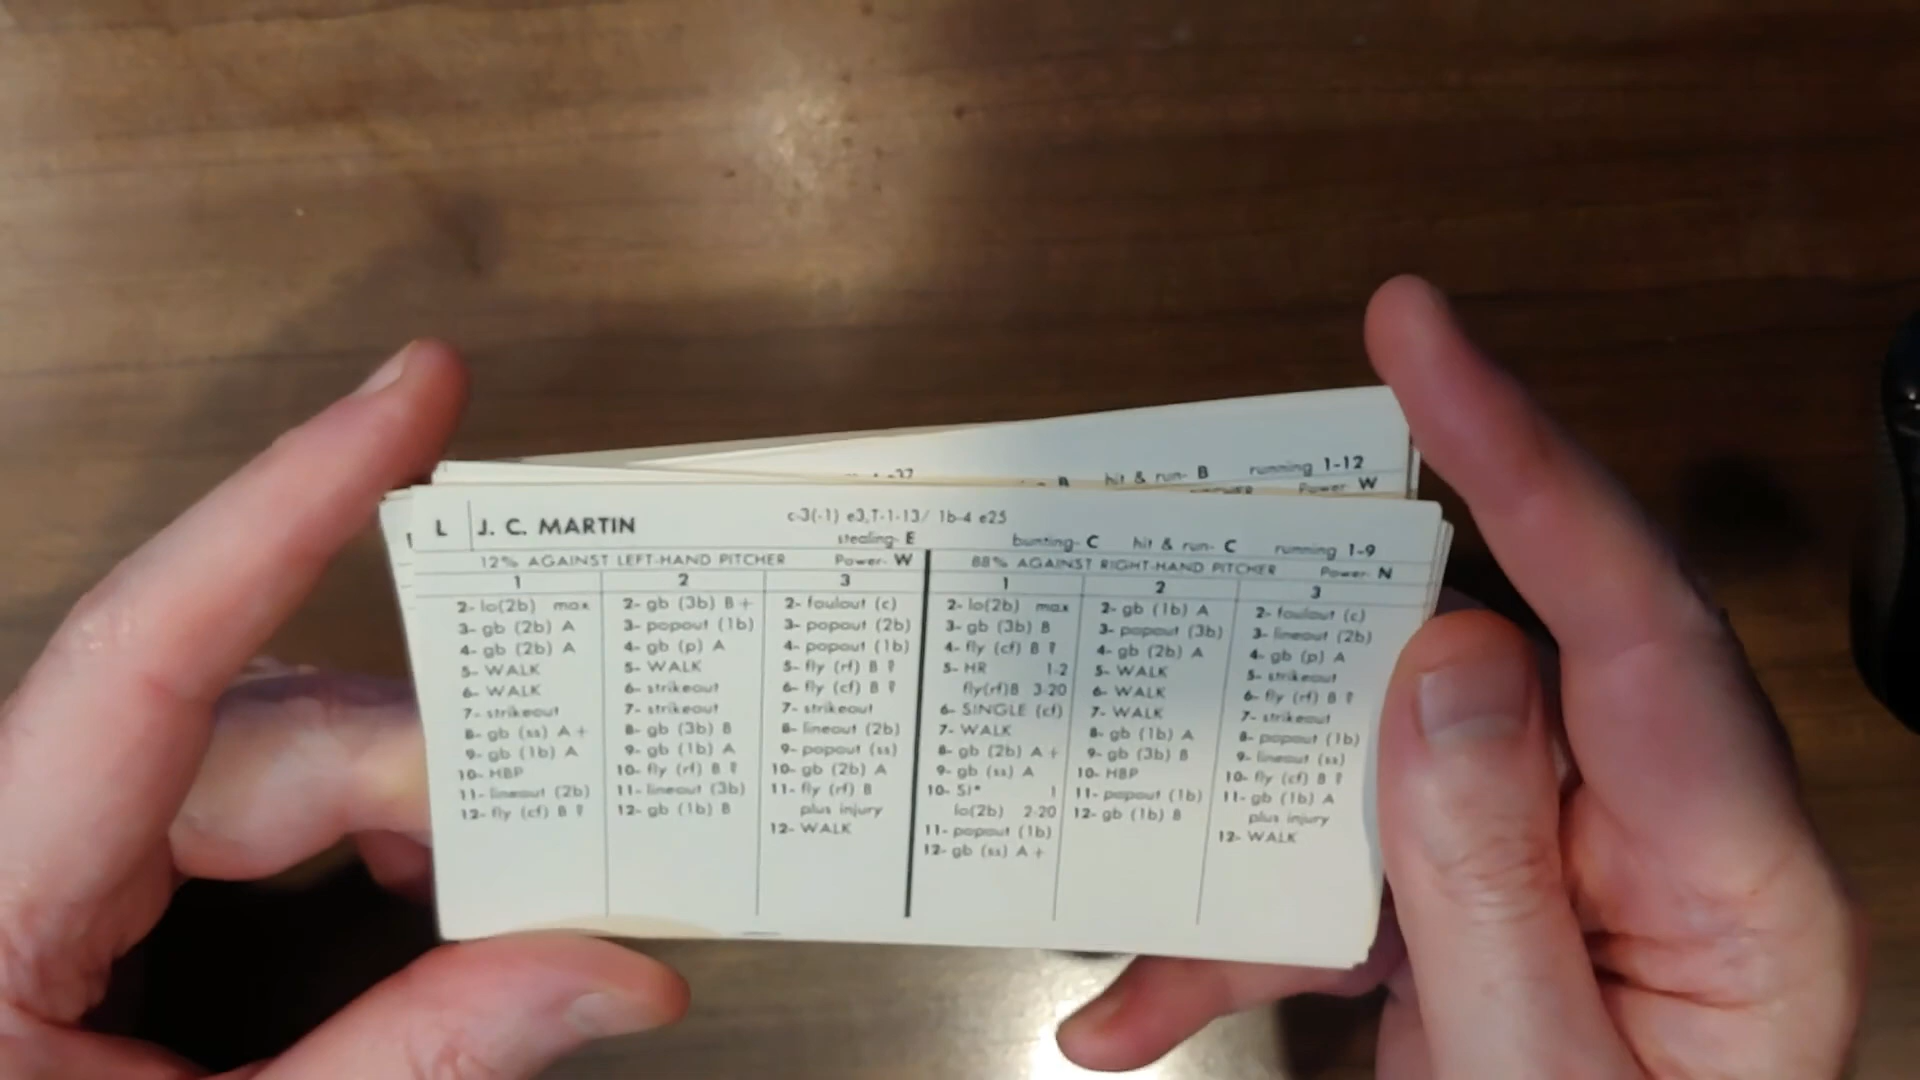 e37
B hit & run- B running 1-12
Power- W
L J. C. MARTIN c-3(-1) e3,T-1-13/ 1b-4 e25
stealing- E bunting- C hit & run- C running 1-9
12% AGAINST LEFT-HAND PITCHER Power- W
1
2- lo(2b) max
3- gb (2b) A
4- gb (2b) A
5- WALK
6- WALK
7- strikeout
8- gb (ss) A+
9- gb (1b) A
10- HBP
11- lineout (2b)
12- fly (cf) B ?
2
2- gb (3b) B+
3- popout (1b)
4- gb (p) A
5- WALK
6- strikeout
7- strikeout
8- gb (3b) B
9- gb (1b) A
10- fly (rf) B ?
11- lineout (3b)
12- gb (1b) B
3
2- foulout (c)
3- popout (2b)
4- popout (1b)
5- fly (rf) B ?
6- fly (cf) B ?
7- strikeout
8- lineout (2b)
9- popout (ss)
10- gb (2b) A
11- fly (rf) B
plus injury
12- WALK
88% AGAINST RIGHT-HAND PITCHER Power- N
1
2- lo(2b) max
3- gb (3b) B
4- fly (cf) B ?
5- HR 1-2
fly(rf)B 3-20
6- SINGLE (cf)
7- WALK
8- gb (2b) A+
9- gb (ss) A
10- SI* 1
lo(2b) 2-20
11- popout (1b)
12- gb (ss) A+
2
2- gb (1b) A
3- popout (3b)
4- gb (2b) A
5- WALK
6- WALK
7- WALK
8- gb (1b) A
9- gb (3b) B
10- HBP
11- popout (1b)
12- gb (1b) B
3
2- foulout (c)
3- lineout (2b)
4- gb (p) A
5- strikeout
6- fly (rf) B ?
7- strikeout
8- popout (1b)
9- lineout (ss)
10- fly (cf) B ?
11- gb (1b) A
plus injury
12- WALK